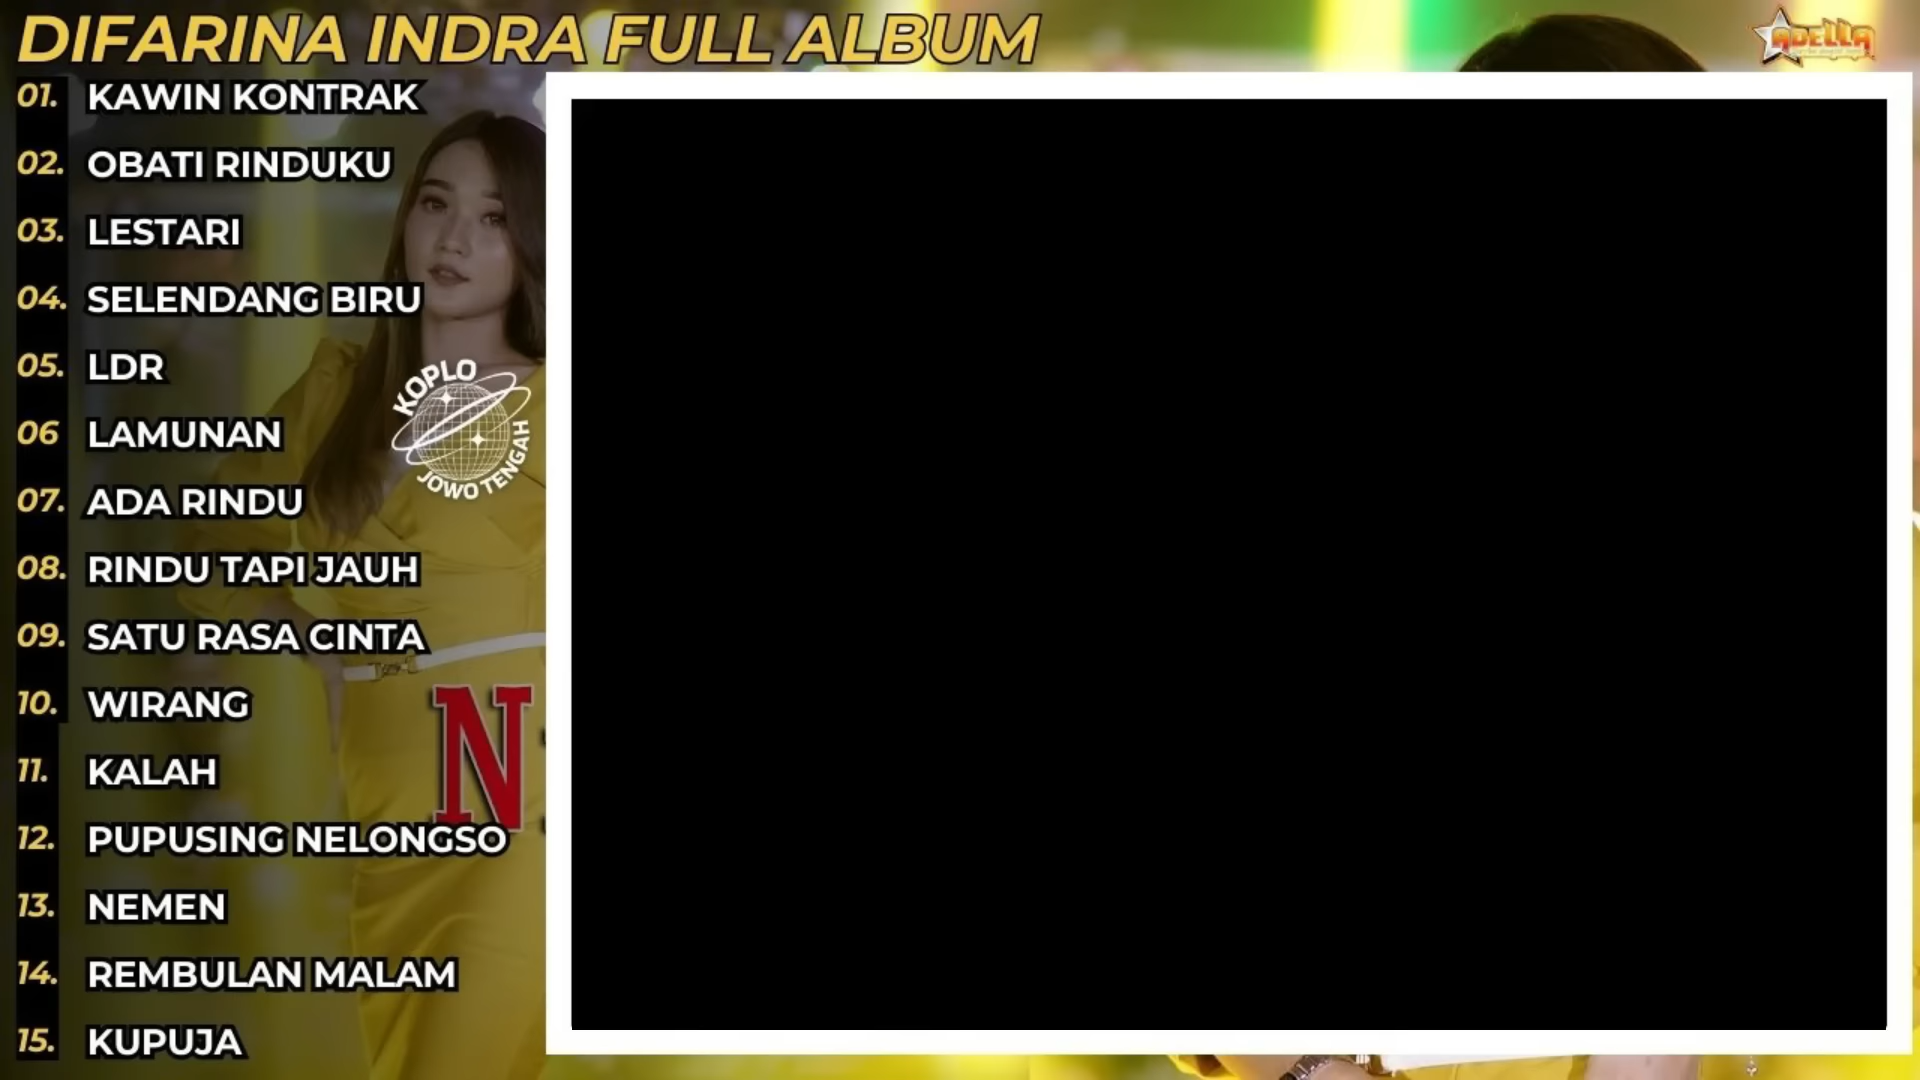 DIFARINA INDRA FULL ALBUM
ADELLA
01. KAWIN KONTRAK
02. OBATI RINDUKU
03. LESTARI
04. SELENDANG BIRU
05. LDR
06 LAMUNAN
07. ADA RINDU
08. RINDU TAPI JAUH
09. SATU RASA CINTA
10. WIRANG
11. KALAH
12. PUPUSING NELONGSO
13. NEMEN
14. REMBULAN MALAM
15. KUPUJA
KOPLO
JOWO TENGAH
N